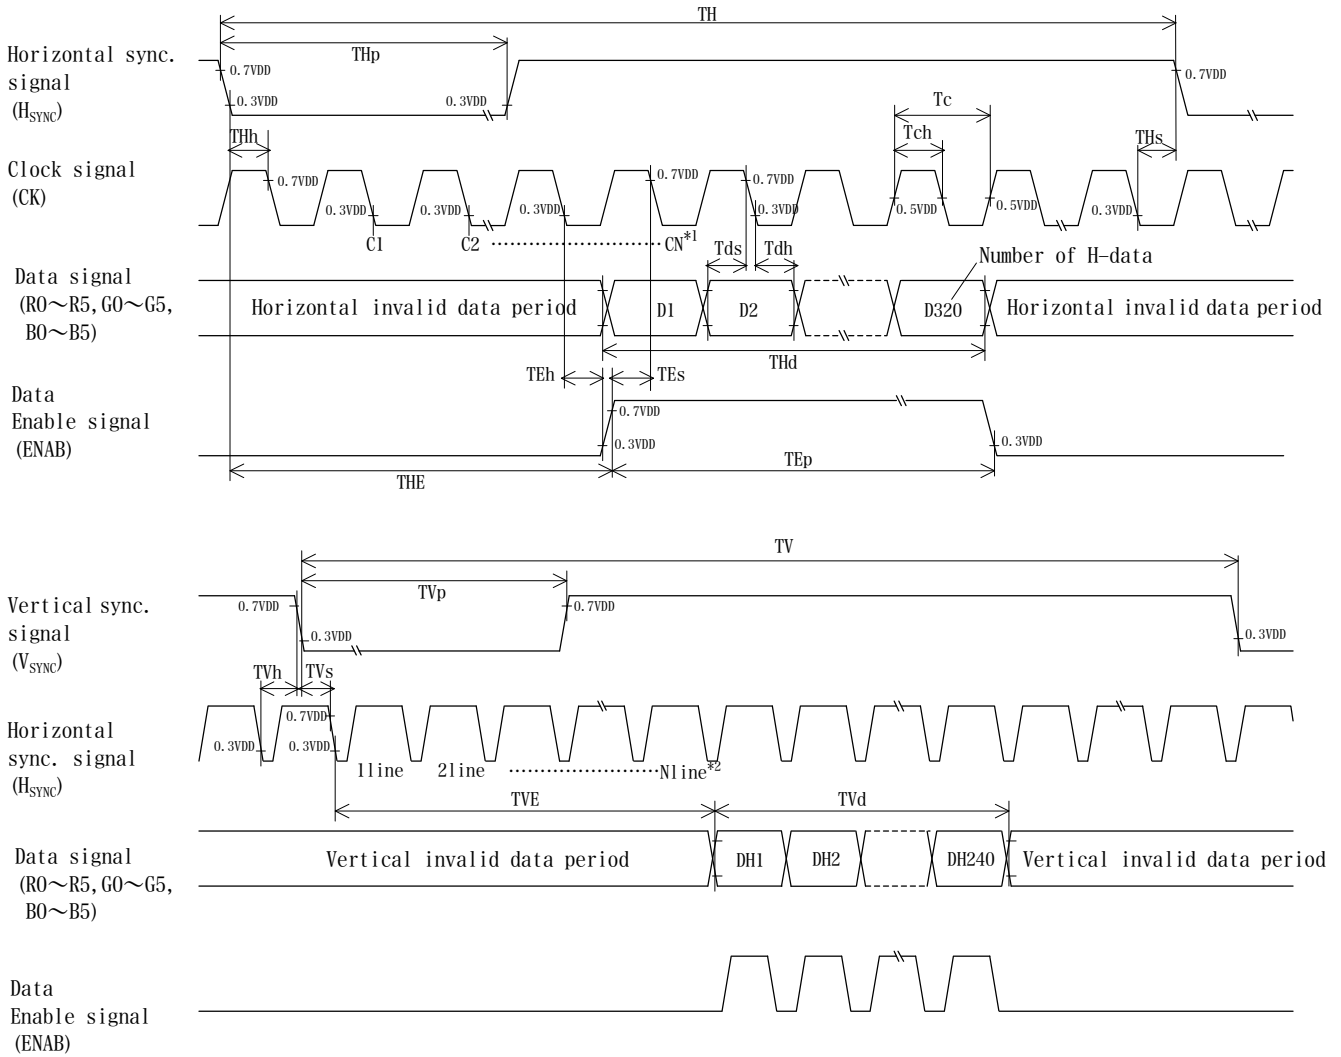 TH
THp
Horizontal sync.
signal
(HSYNC)
0.7VDD
0.3VDD
0.3VDD
0.7VDD
Tc
Tch
THh
THs
Clock signal
(CK)
0.7VDD
0.3VDD
0.3VDD
0.3VDD
0.7VDD
0.7VDD
0.3VDD
0.5VDD
0.5VDD
0.3VDD
C1
C2 ························ CN*1
Tds
Tdh
Number of H-data
Data signal
(R0～R5,G0～G5,
B0～B5)
Horizontal invalid data period
D1
D2
D320
Horizontal invalid data period
THd
TEh
TEs
Data
Enable signal
(ENAB)
0.7VDD
0.3VDD
0.3VDD
THE
TEp
TV
TVp
Vertical sync.
signal
(VSYNC)
0.7VDD
0.3VDD
0.7VDD
0.3VDD
TVh
TVs
Horizontal
sync. signal
(HSYNC)
0.7VDD
0.3VDD
0.3VDD
1line
2line ····················· Nline*2
TVE
TVd
Data signal
(R0～R5,G0～G5,
B0～B5)
Vertical invalid data period
DH1
DH2
DH240
Vertical invalid data period
Data
Enable signal
(ENAB)